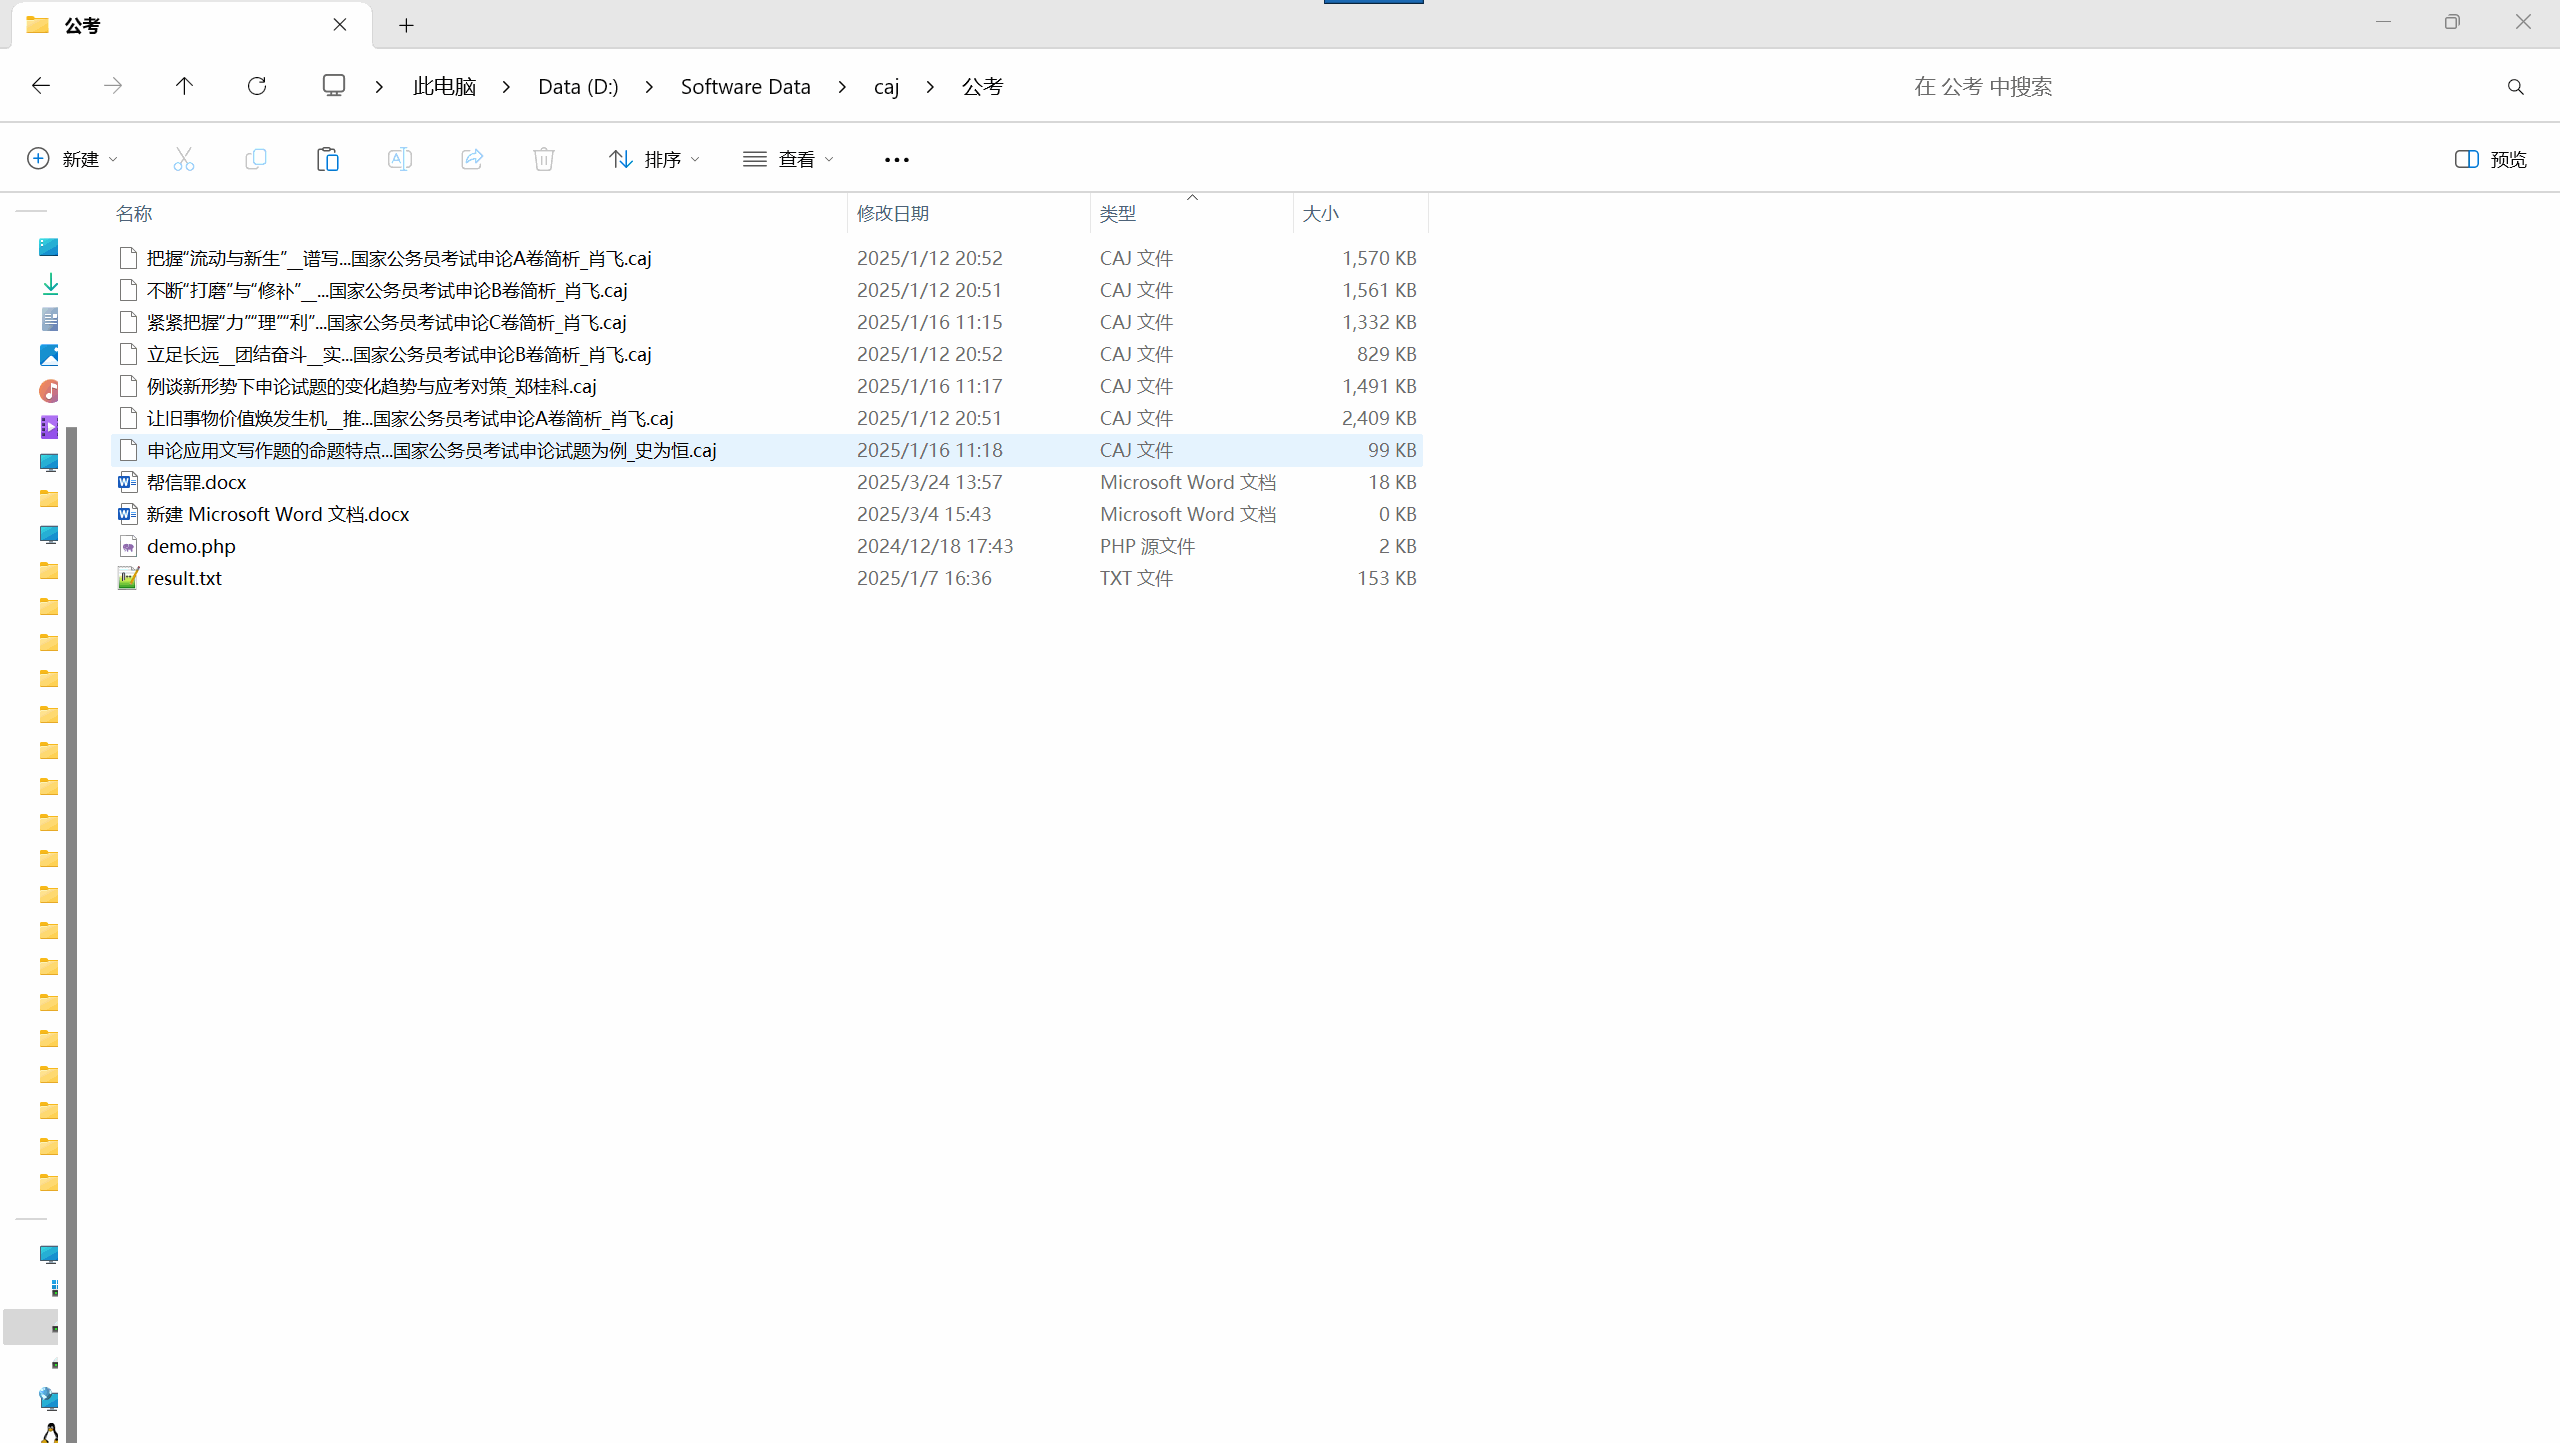 公考
此电脑 > Data (D:) > Software Data > caj > 公考
在 公考 中搜索
新建
排序
查看
预览
名称 修改日期 类型 大小
把握“流动与新生”__谱写...国家公务员考试申论A卷简析_肖飞.caj 2025/1/12 20:52 CAJ 文件 1,570 KB
不断“打磨”与“修补”__...国家公务员考试申论B卷简析_肖飞.caj 2025/1/12 20:51 CAJ 文件 1,561 KB
紧紧把握“力”“理”“利”...国家公务员考试申论C卷简析_肖飞.caj 2025/1/16 11:15 CAJ 文件 1,332 KB
立足长远__团结奋斗__实...国家公务员考试申论B卷简析_肖飞.caj 2025/1/12 20:52 CAJ 文件 829 KB
例谈新形势下申论试题的变化趋势与应考对策_郑桂科.caj 2025/1/16 11:17 CAJ 文件 1,491 KB
让旧事物价值焕发生机__推...国家公务员考试申论A卷简析_肖飞.caj 2025/1/12 20:51 CAJ 文件 2,409 KB
申论应用文写作题的命题特点...国家公务员考试申论试题为例_史为恒.caj 2025/1/16 11:18 CAJ 文件 99 KB
帮信罪.docx 2025/3/24 13:57 Microsoft Word 文档 18 KB
新建 Microsoft Word 文档.docx 2025/3/4 15:43 Microsoft Word 文档 0 KB
demo.php 2024/12/18 17:43 PHP 源文件 2 KB
result.txt 2025/1/7 16:36 TXT 文件 153 KB